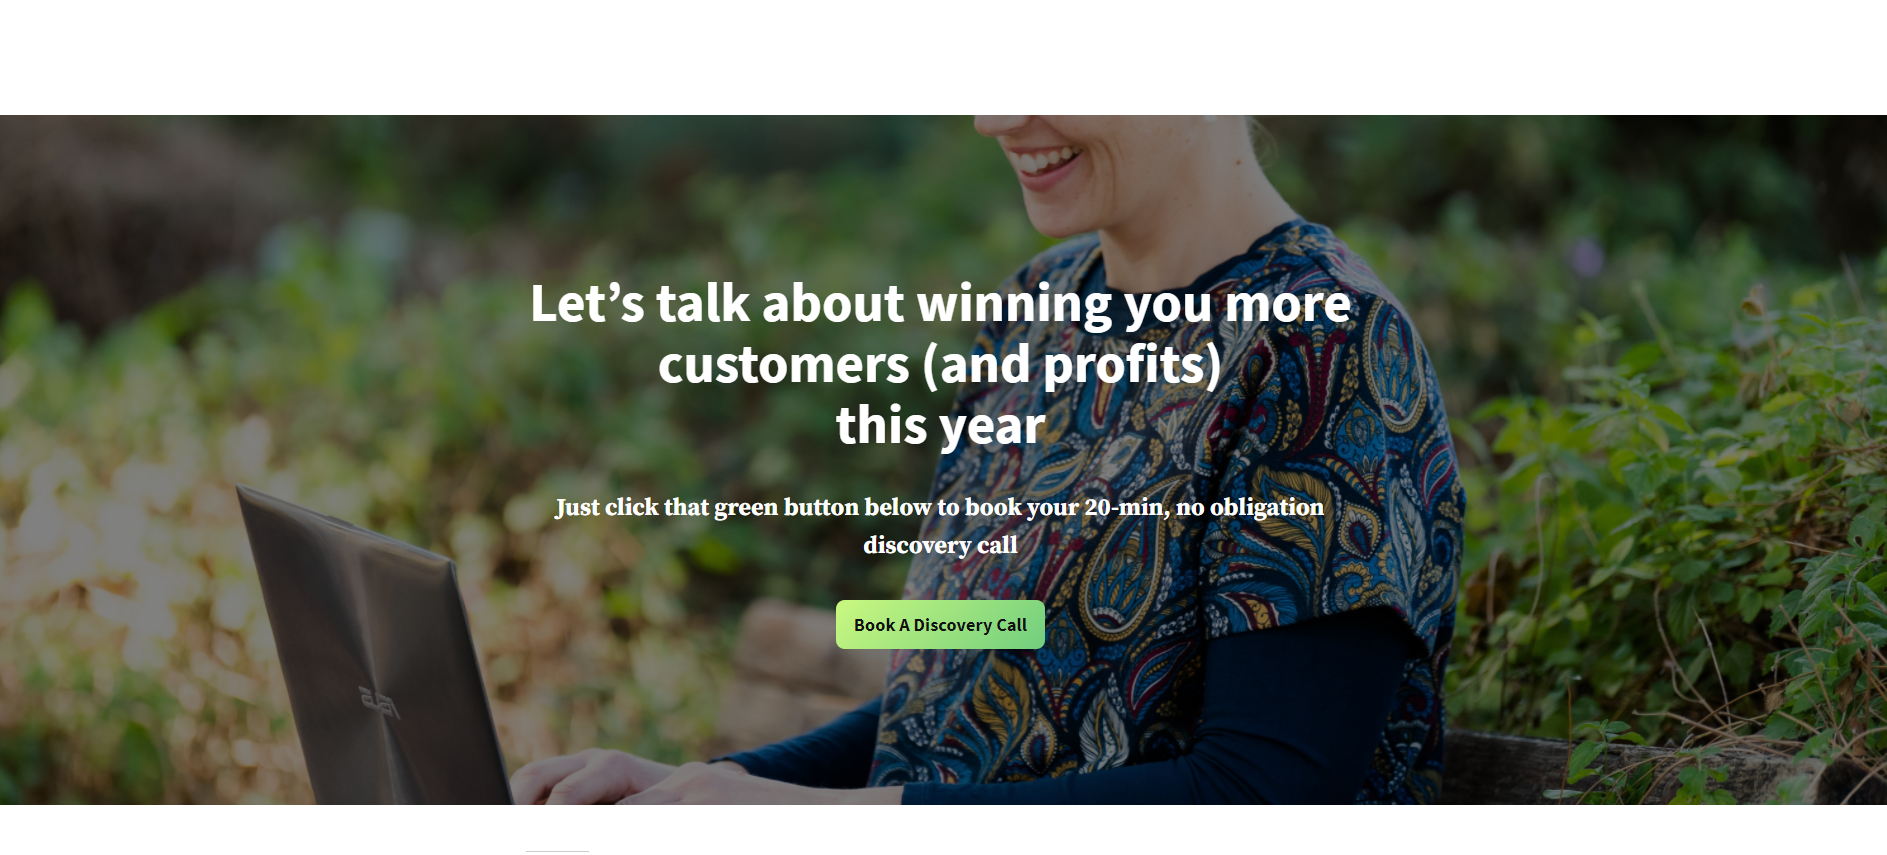 Let’s talk about winning you more
customers (and profits)
this year
Just click that green button below to book your 20-min, no obligation
discovery call
Book A Discovery Call
ASUS